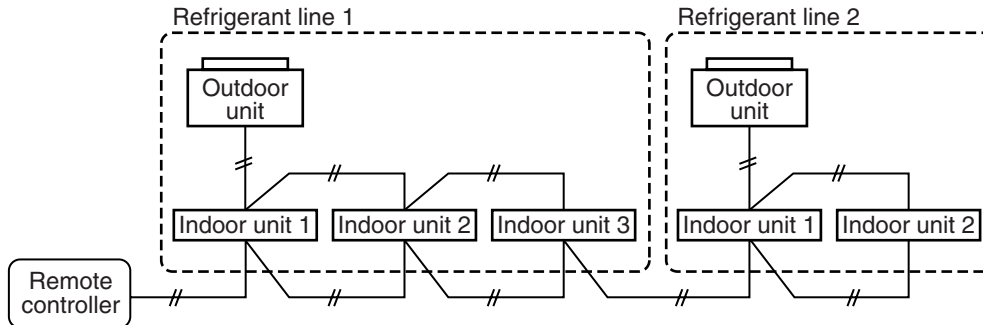 Refrigerant line 1
Refrigerant line 2
Outdoor
unit
Outdoor
unit
Indoor unit 1
Indoor unit 2
Indoor unit 3
Indoor unit 1
Indoor unit 2
Remote
controller